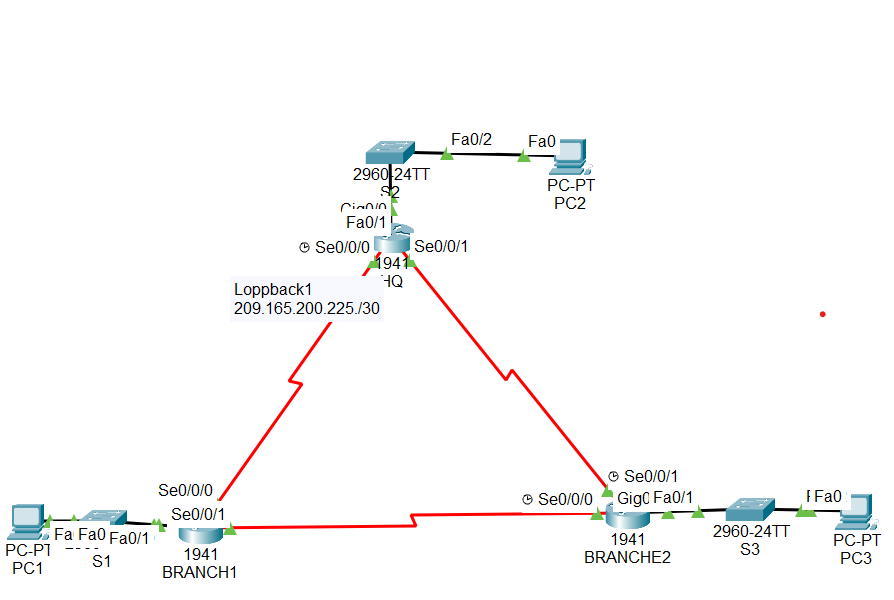 Fa0/2
Fa0
2960-24TT
S2
PC-PT
PC2
Gig0/0
Fa0/1
Se0/0/0
Se0/0/1
1941
HQ
Loppback1
209.165.200.225./30
Se0/0/0
Se0/0/1
Fa0/1
Fa0
Fa
PC-PT
PC1
S1
1941
BRANCH1
Se0/0/1
Se0/0/0
Gig0
Fa0/1
Fa0
1941
BRANCHE2
2960-24TT
S3
PC-PT
PC3